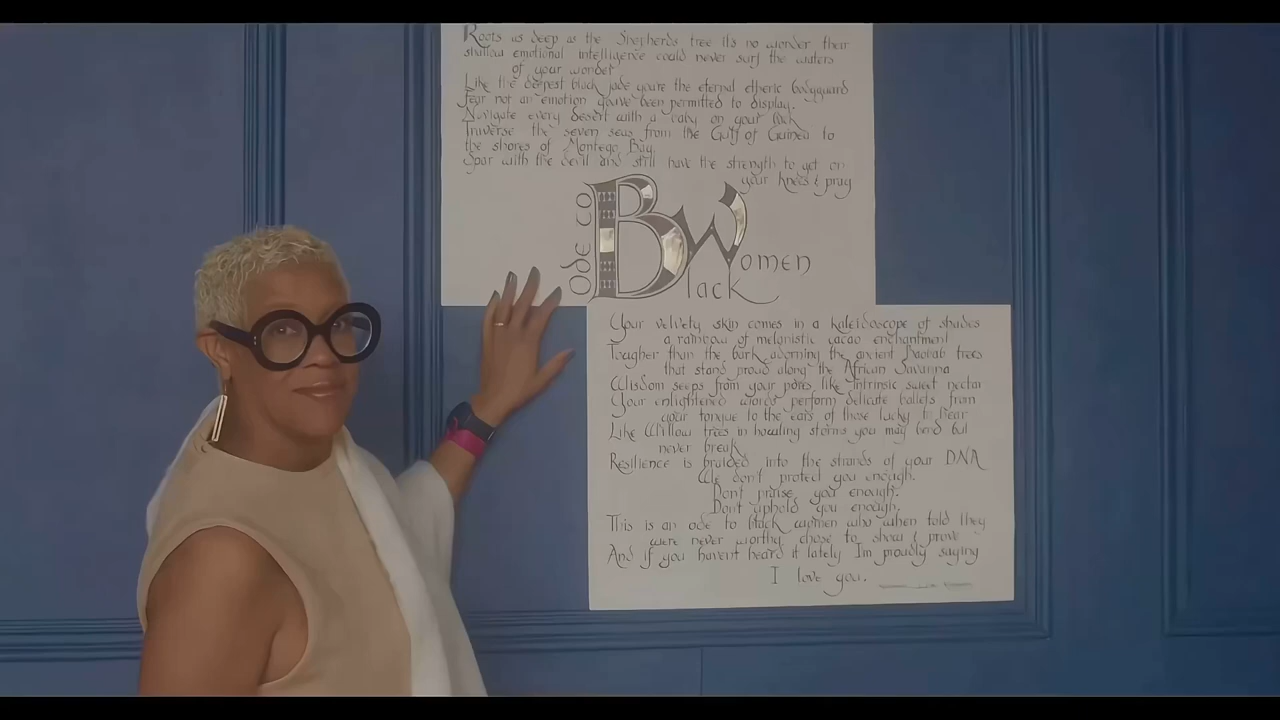 Roots as deep as the Shepherds tree it's no wonder their
shallow emotional intelligence could never surf the waters
of your wonder
Like the deepest black jade youre the eternal etheric bodyguard
fear not an emotion youve been permitted to display.
Navigate every desert with a baby on your back
Traverse the seven seas from the Gulf of Guinea to
the shores of Montego Bay.
Spar with the devil and still have the strength to get on
your knees & pray
Ode to
Black Women
Your velvety skin comes in a kaleidoscope of shades
a rainbow of melanistic cacao enchantment
Tougher than the bark adorning the ancient Baobab trees
that stand proud along the African Savanna
Wisdom seeps from your pores like intrinsic sweet nectar
Your enlightened words perform delicate ballets from
your tongue to the ears of those lucky to hear
Like Willow trees in howling storms you may bend but
never break
Resilience is braided into the strands of your DNA
We don't protect you enough.
Dont praise you enough.
Don't uphold you enough.
This is an ode to black women who when told they
were never worthy chose to show & prove
And if you havent heard it lately I'm proudly saying
I love you.